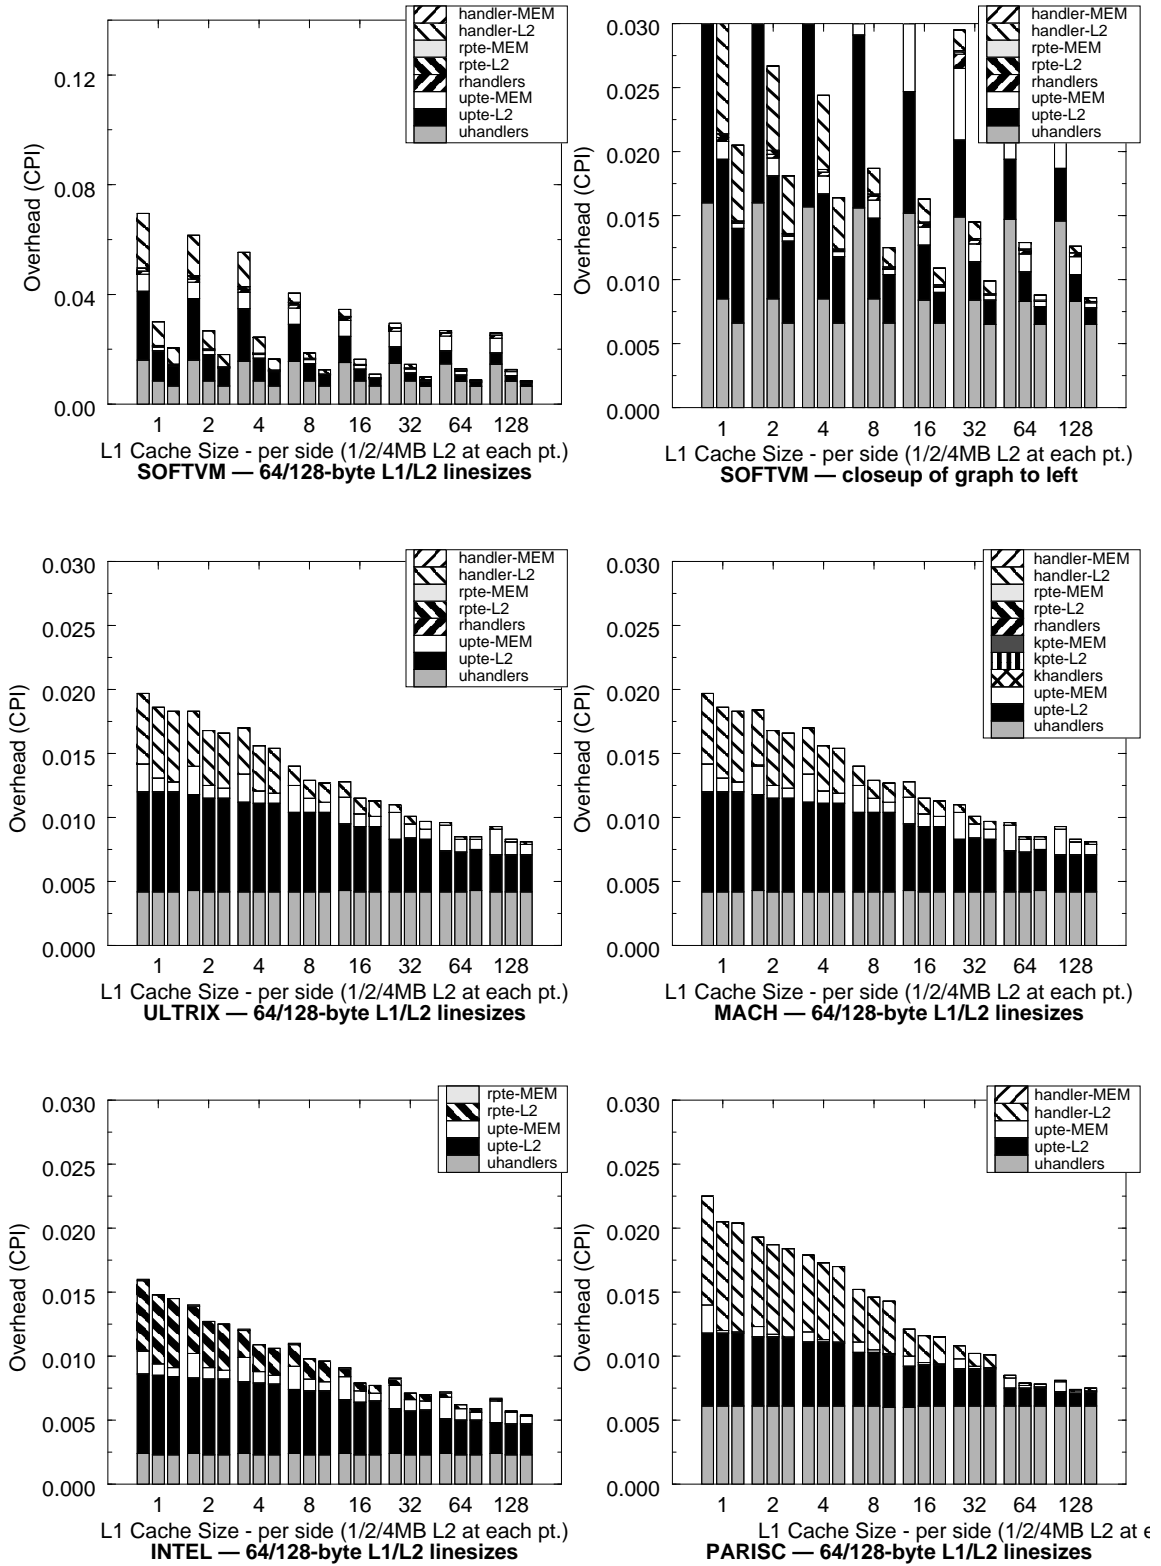 handler-MEM
handler-L2
rpte-MEM
rpte-L2
rhandlers
upte-MEM
upte-L2
uhandlers
0.12
0.08
0.04
0.00
Overhead (CPI)
1 2 4 8 16 32 64 128
L1 Cache Size - per side (1/2/4MB L2 at each pt.)
SOFTVM — 64/128-byte L1/L2 linesizes
handler-MEM
handler-L2
rpte-MEM
rpte-L2
rhandlers
upte-MEM
upte-L2
uhandlers
0.030
0.025
0.020
0.015
0.010
0.005
0.000
Overhead (CPI)
1 2 4 8 16 32 64 128
L1 Cache Size - per side (1/2/4MB L2 at each pt.)
SOFTVM — closeup of graph to left
handler-MEM
handler-L2
rpte-MEM
rpte-L2
rhandlers
upte-MEM
upte-L2
uhandlers
0.030
0.025
0.020
0.015
0.010
0.005
0.000
Overhead (CPI)
1 2 4 8 16 32 64 128
L1 Cache Size - per side (1/2/4MB L2 at each pt.)
ULTRIX — 64/128-byte L1/L2 linesizes
handler-MEM
handler-L2
rpte-MEM
rpte-L2
rhandlers
kpte-MEM
kpte-L2
khandlers
upte-MEM
upte-L2
uhandlers
0.030
0.025
0.020
0.015
0.010
0.005
0.000
Overhead (CPI)
1 2 4 8 16 32 64 128
L1 Cache Size - per side (1/2/4MB L2 at each pt.)
MACH — 64/128-byte L1/L2 linesizes
rpte-MEM
rpte-L2
upte-MEM
upte-L2
uhandlers
0.030
0.025
0.020
0.015
0.010
0.005
0.000
Overhead (CPI)
1 2 4 8 16 32 64 128
L1 Cache Size - per side (1/2/4MB L2 at each pt.)
INTEL — 64/128-byte L1/L2 linesizes
handler-MEM
handler-L2
upte-MEM
upte-L2
uhandlers
0.030
0.025
0.020
0.015
0.010
0.005
0.000
Overhead (CPI)
1 2 4 8 16 32 64 128
L1 Cache Size - per side (1/2/4MB L2 at e
PARISC — 64/128-byte L1/L2 linesizes